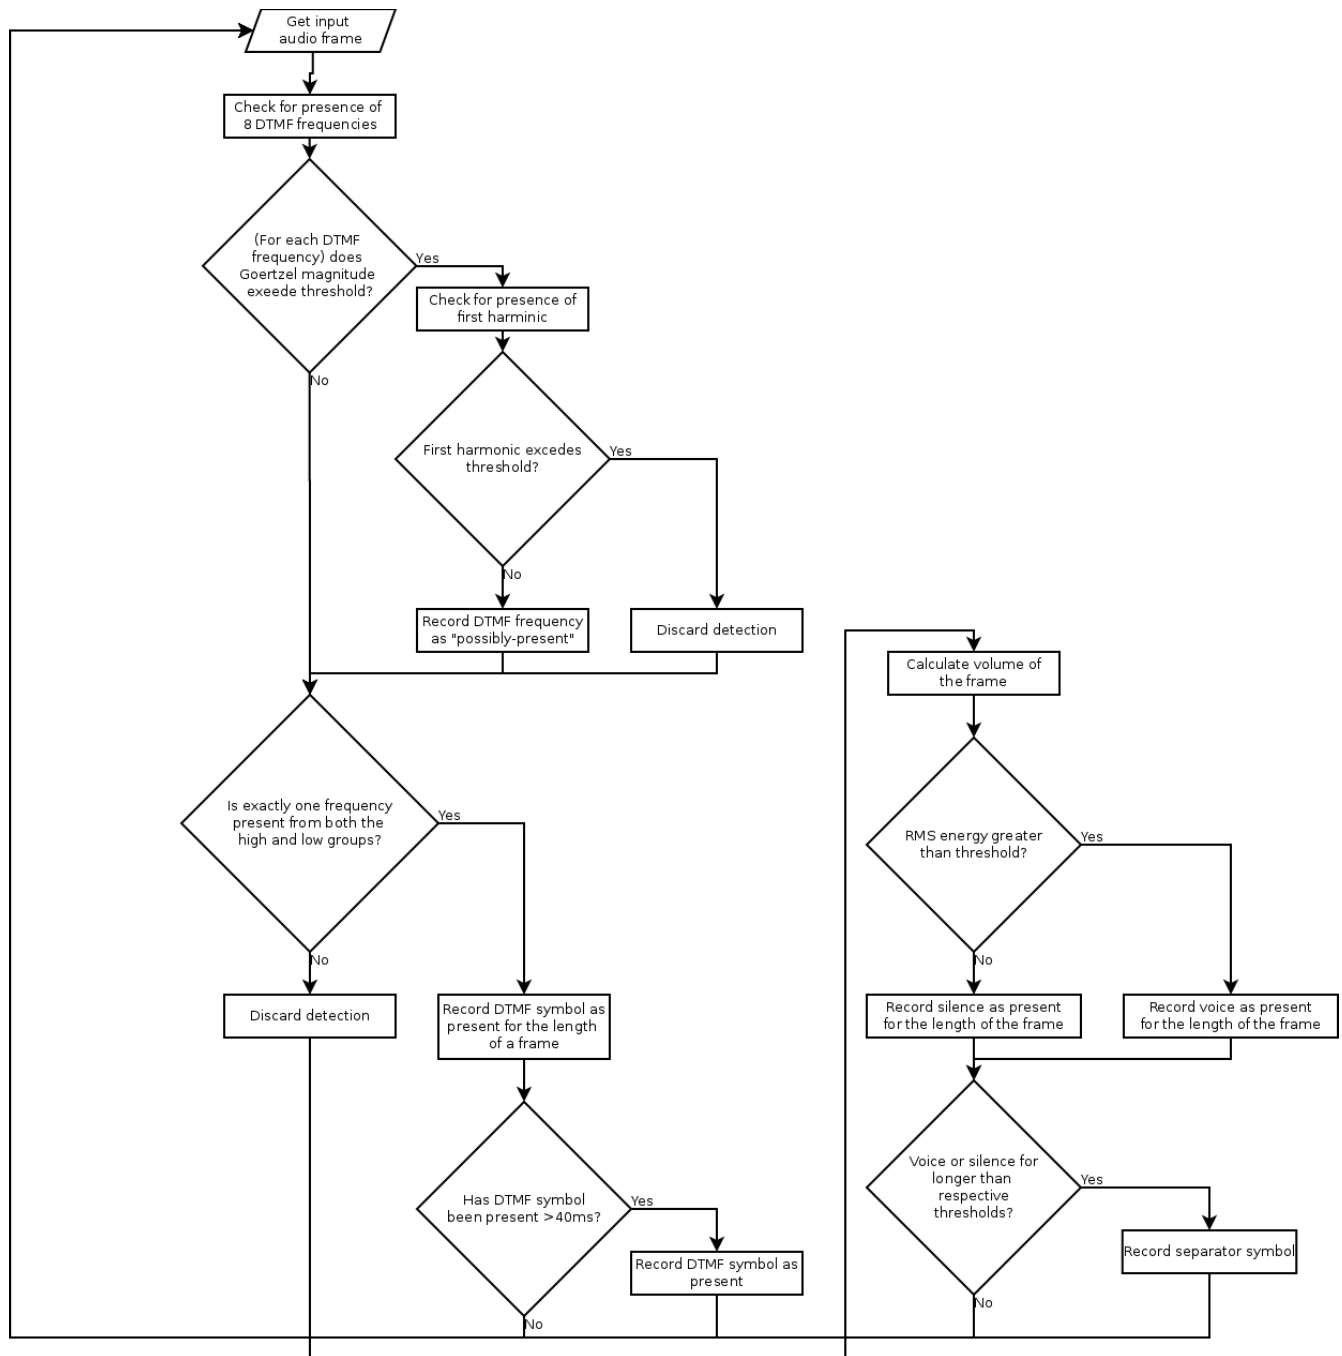 Get input
audio frame
Check for presence of
8 DTMF frequencies
(For each DTMF
frequency) does
Goertzel magnitude
exeede threshold?
Yes
No
Check for presence of
first harminic
First harmonic excedes
threshold?
Yes
No
Record DTMF frequency
as "possibly-present"
Discard detection
Is exactly one frequency
present from both the
high and low groups?
Yes
No
Discard detection
Record DTMF symbol as
present for the length
of a frame
Has DTMF symbol
been present >40ms?
Yes
No
Record DTMF symbol as
present
Calculate volume of
the frame
RMS energy greater
than threshold?
Yes
No
Record silence as present
for the length of the frame
Record voice as present
for the length of the frame
Voice or silence for
longer than
respective
thresholds?
Yes
No
Record separator symbol